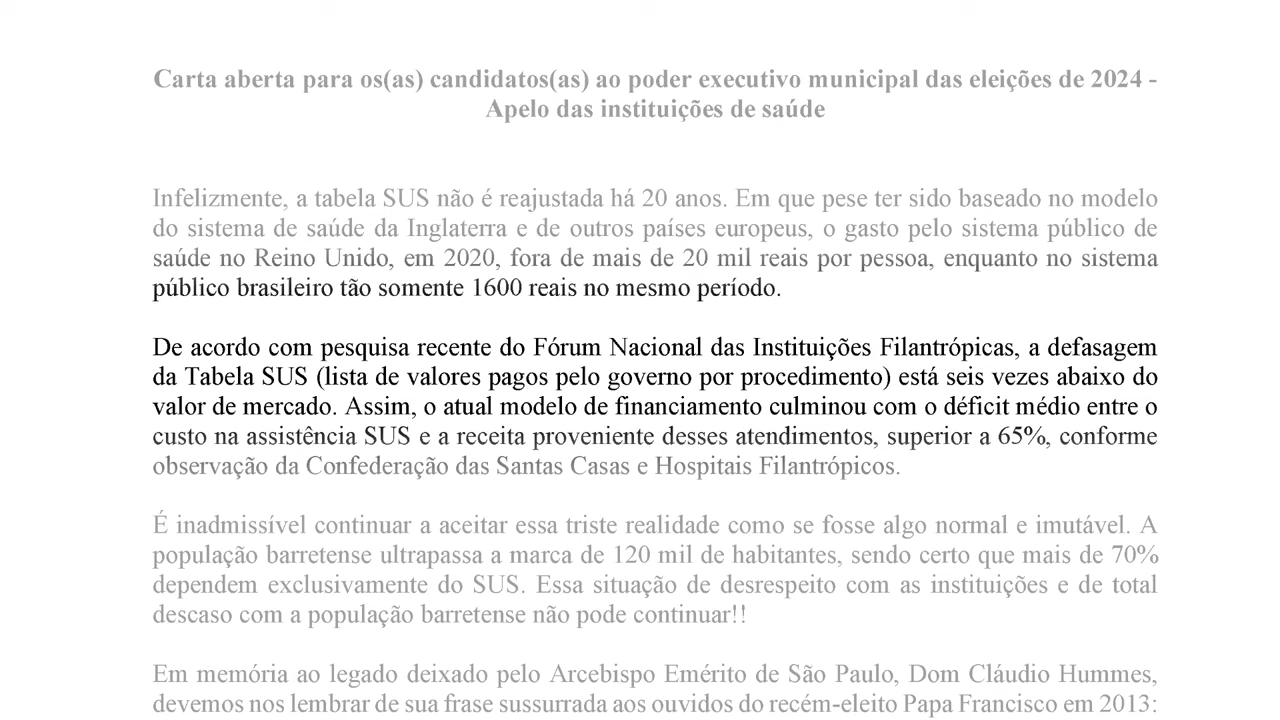 Carta aberta para os(as) candidatos(as) ao poder executivo municipal das eleições de 2024 -
Apelo das instituições de saúde
Infelizmente, a tabela SUS não é reajustada há 20 anos. Em que pese ter sido baseado no modelo
do sistema de saúde da Inglaterra e de outros países europeus, o gasto pelo sistema público de
saúde no Reino Unido, em 2020, fora de mais de 20 mil reais por pessoa, enquanto no sistema
público brasileiro tão somente 1600 reais no mesmo período.
De acordo com pesquisa recente do Fórum Nacional das Instituições Filantrópicas, a defasagem
da Tabela SUS (lista de valores pagos pelo governo por procedimento) está seis vezes abaixo do
valor de mercado. Assim, o atual modelo de financiamento culminou com o déficit médio entre o
custo na assistência SUS e a receita proveniente desses atendimentos, superior a 65%, conforme
observação da Confederação das Santas Casas e Hospitais Filantrópicos.
É inadmissível continuar a aceitar essa triste realidade como se fosse algo normal e imutável. A
população barretense ultrapassa a marca de 120 mil de habitantes, sendo certo que mais de 70%
dependem exclusivamente do SUS. Essa situação de desrespeito com as instituições e de total
descaso com a população barretense não pode continuar!!
Em memória ao legado deixado pelo Arcebispo Emérito de São Paulo, Dom Cláudio Hummes,
devemos nos lembrar de sua frase sussurrada aos ouvidos do recém-eleito Papa Francisco em 2013: